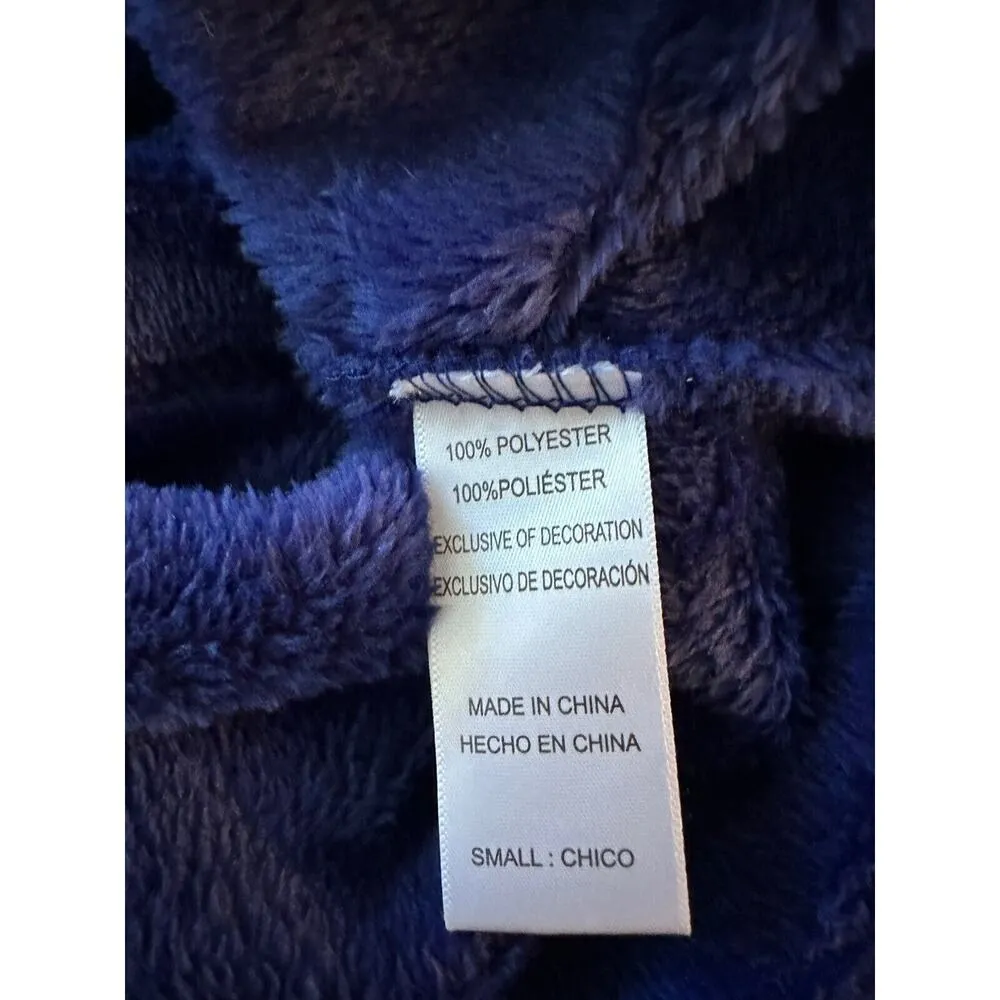 100% POLYESTER
100%POLIÉSTER
EXCLUSIVE OF DECORATION
EXCLUSIVO DE DECORACIÓN
MADE IN CHINA
HECHO EN CHINA
SMALL : CHICO